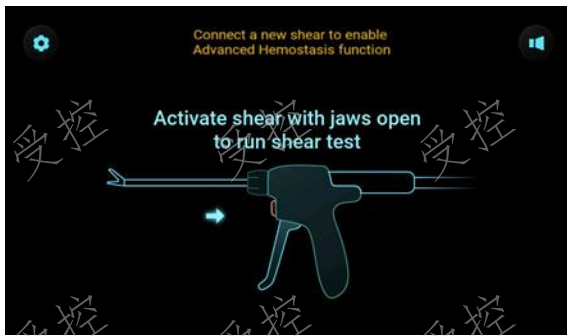 Connect a new shear to enable
Advanced Hemostasis function
Activate shear with jaws open
to run shear test
受控
受控
受控
受控
受控
受控